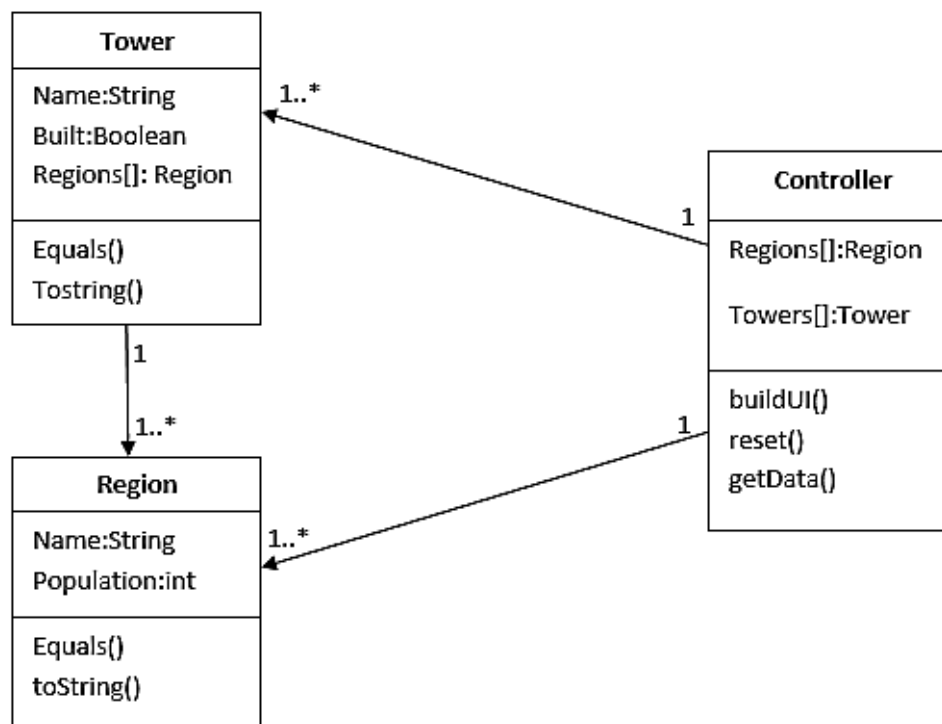 Tower
Name:String
Built:Boolean
Regions[]: Region
Equals()
Tostring()
1..*
1
Controller
Regions[]:Region
Towers[]:Tower
buildUI()
reset()
getData()
1
1..*
1
1..*
Region
Name:String
Population:int
Equals()
toString()